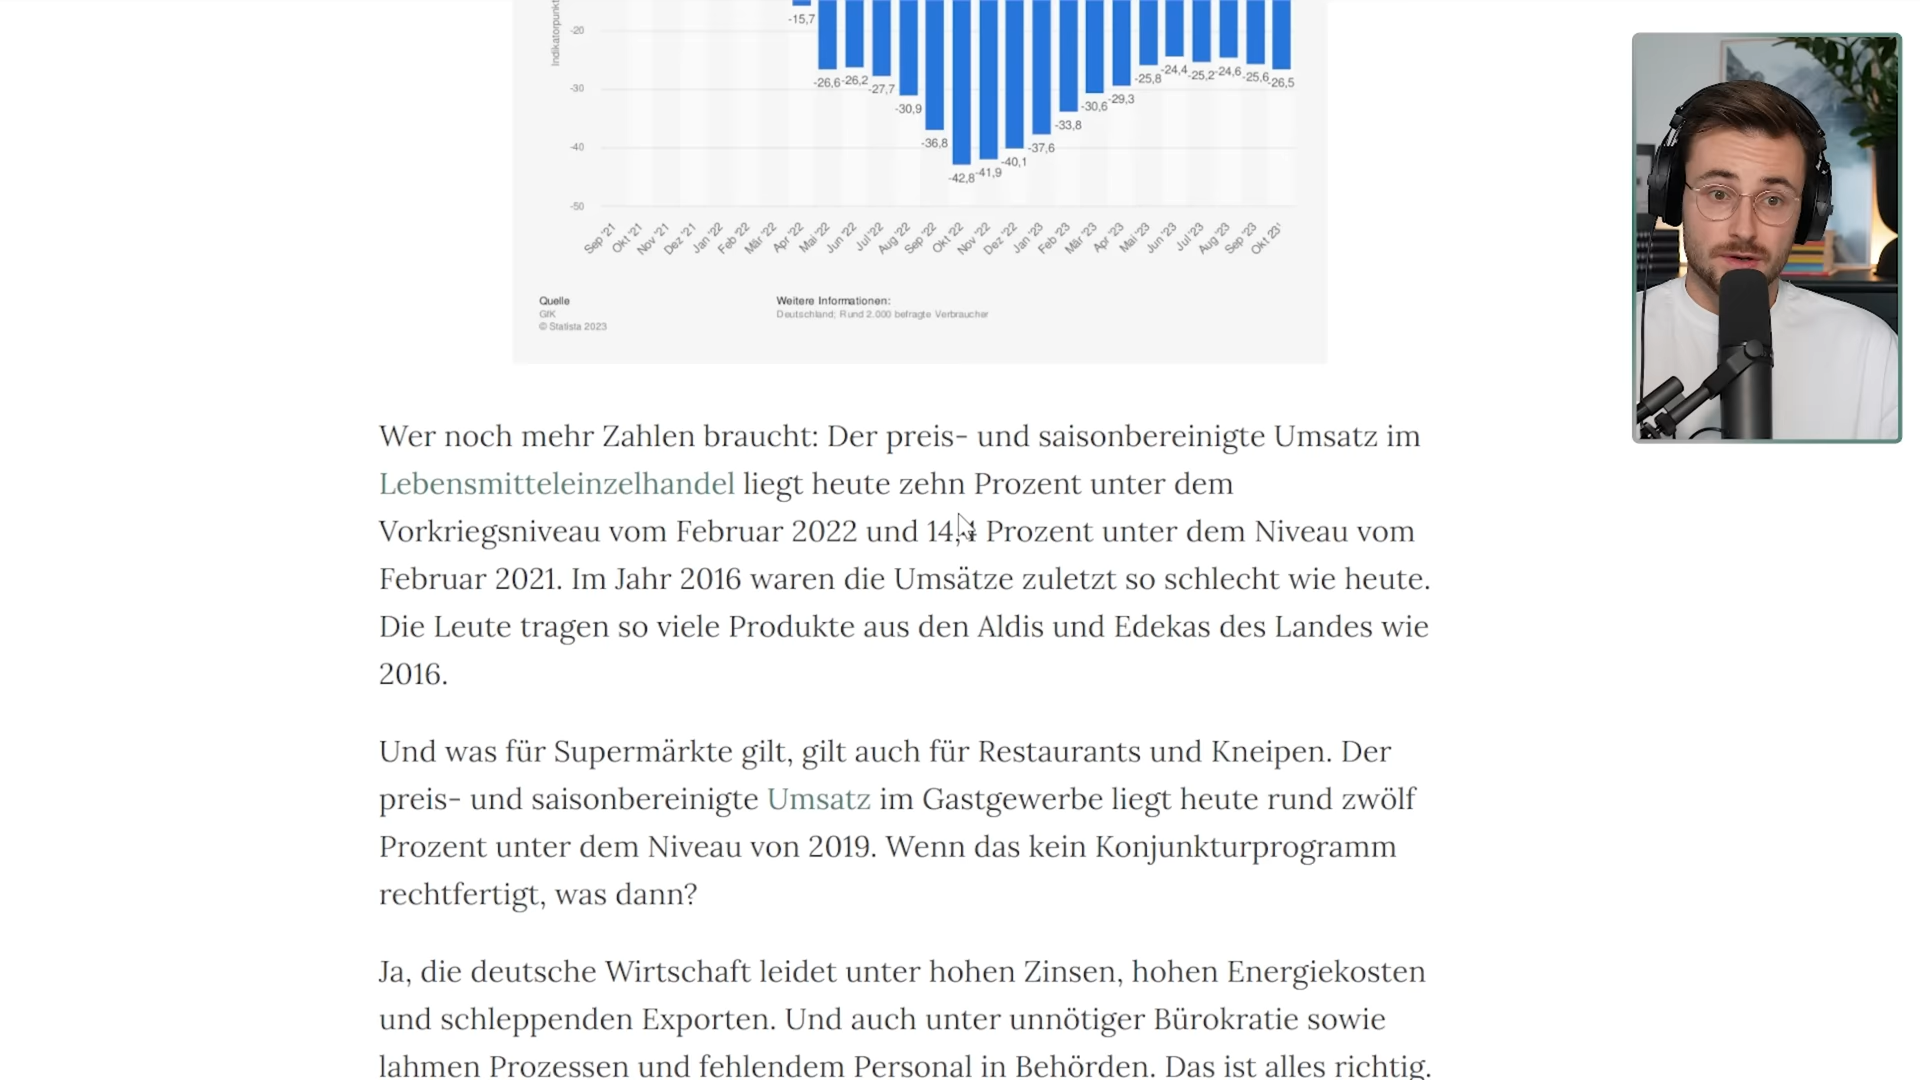 Indikatorpunkt
-20
-30
-40
-50
-15,7
-26,6
-26,2
-27,7
-30,9
-36,8
-42,8
-41,9
-40,1
-37,6
-33,8
-30,6
-29,3
-25,8
-24,4
-25,2
-24,6
-25,6
-26,5
Sep '21
Okt '21
Nov '21
Dez '21
Jan '22
Feb '22
Mär '22
Apr '22
Mai '22
Jun '22
Jul '22
Aug '22
Sep '22
Okt '22
Nov '22
Dez '22
Jan '23
Feb '23
Mär '23
Apr '23
Mai '23
Jun '23
Jul '23
Aug '23
Sep '23
Okt '23*
Quelle
GfK
© Statista 2023
Weitere Informationen:
Deutschland; Rund 2.000 befragte Verbraucher
Wer noch mehr Zahlen braucht: Der preis- und saisonbereinigte Umsatz im
Lebensmitteleinzelhandel liegt heute zehn Prozent unter dem
Vorkriegsniveau vom Februar 2022 und 14,4 Prozent unter dem Niveau vom
Februar 2021. Im Jahr 2016 waren die Umsätze zuletzt so schlecht wie heute.
Die Leute tragen so viele Produkte aus den Aldis und Edekas des Landes wie
2016.
Und was für Supermärkte gilt, gilt auch für Restaurants und Kneipen. Der
preis- und saisonbereinigte Umsatz im Gastgewerbe liegt heute rund zwölf
Prozent unter dem Niveau von 2019. Wenn das kein Konjunkturprogramm
rechtfertigt, was dann?
Ja, die deutsche Wirtschaft leidet unter hohen Zinsen, hohen Energiekosten
und schleppenden Exporten. Und auch unter unnötiger Bürokratie sowie
lahmen Prozessen und fehlendem Personal in Behörden. Das ist alles richtig.